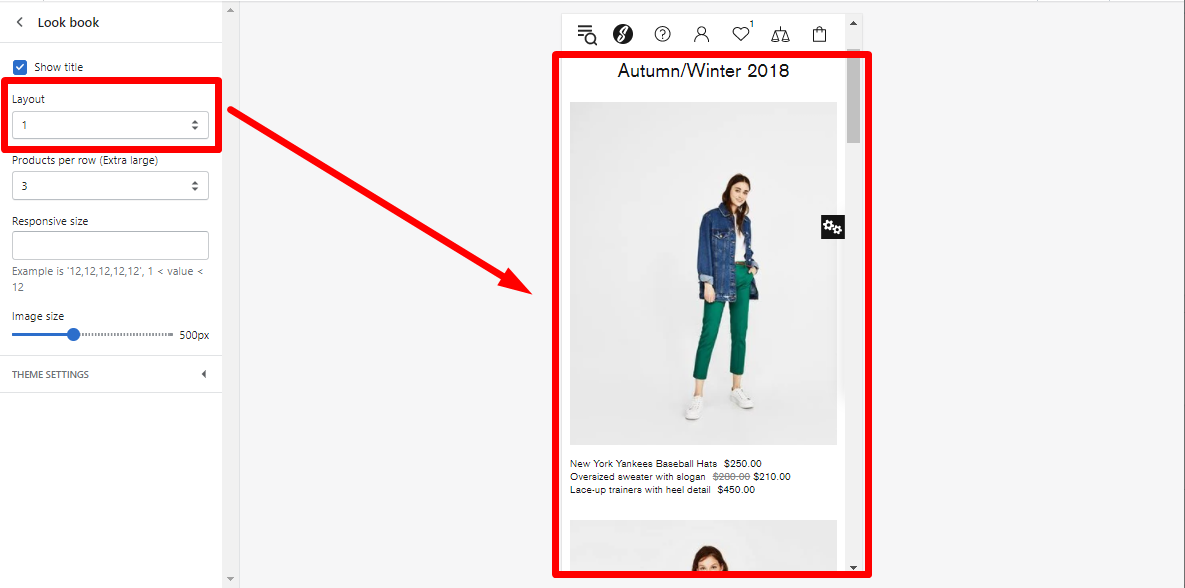 Look book
Show title
Layout
1
Products per row (Extra large)
3
Responsive size
Example is '12,12,12,12,12', 1 < value <
12
Image size
500px
THEME SETTINGS
1
Autumn/Winter 2018
New York Yankees Baseball Hats $250.00
Oversized sweater with slogan $280.00 $210.00
Lace-up trainers with heel detail $450.00